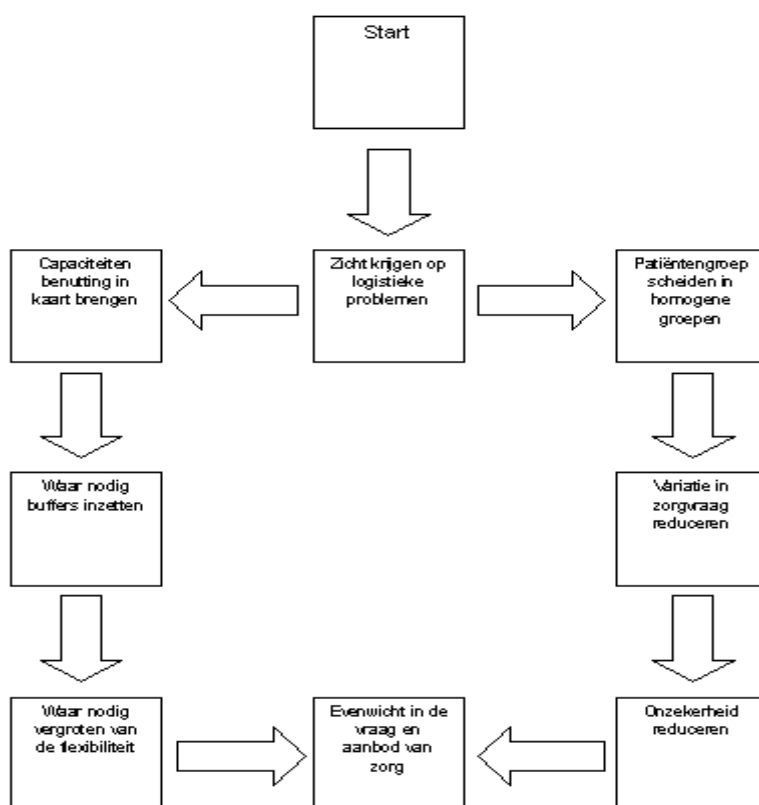 Start
Capaciteiten
benutting in
kaart brengen
Zicht krijgen op
logistieke
problemen
Patiëntengroep
scheiden in
homogene
groepen
Waar nodig
buffers inzetten
Variatie in
zorgvraag
reduceren
Waar nodig
vergroten van
de flexibiliteit
Evenwicht in de
vraag en
aanbod van
zorg
Onzekerheid
reduceren